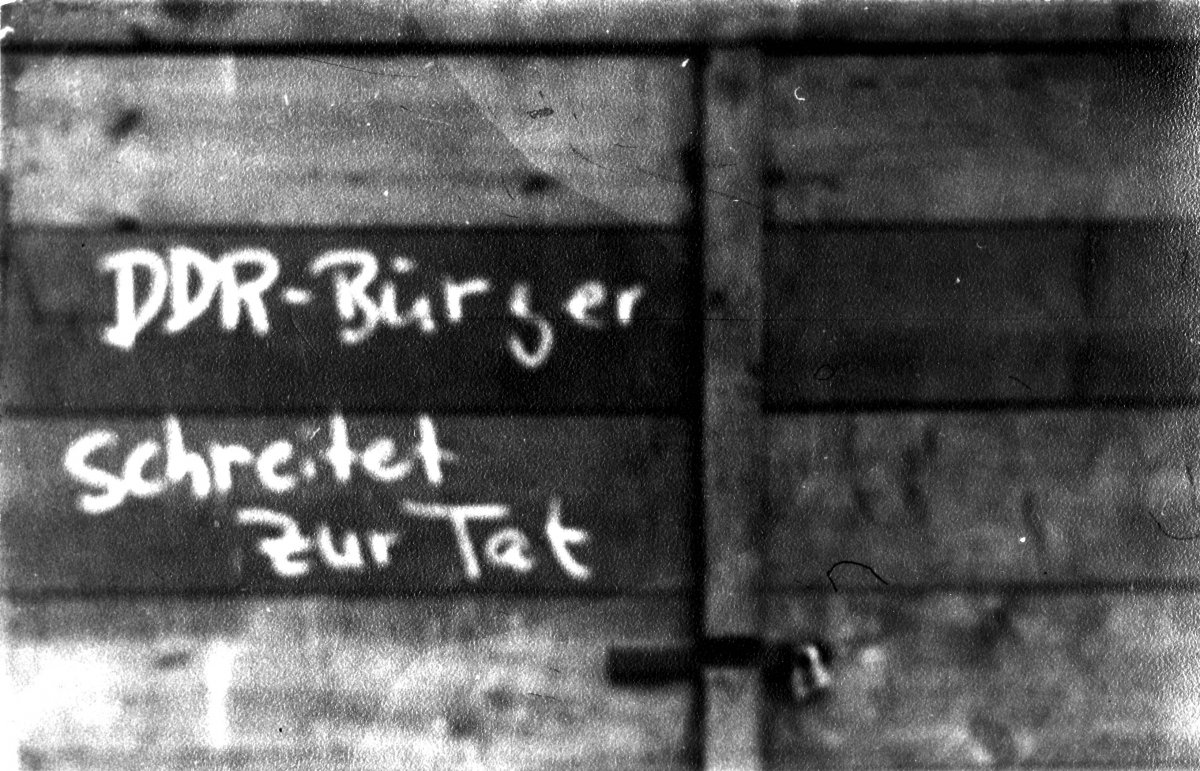 DDR-Bürger
schreitet
zur Tat